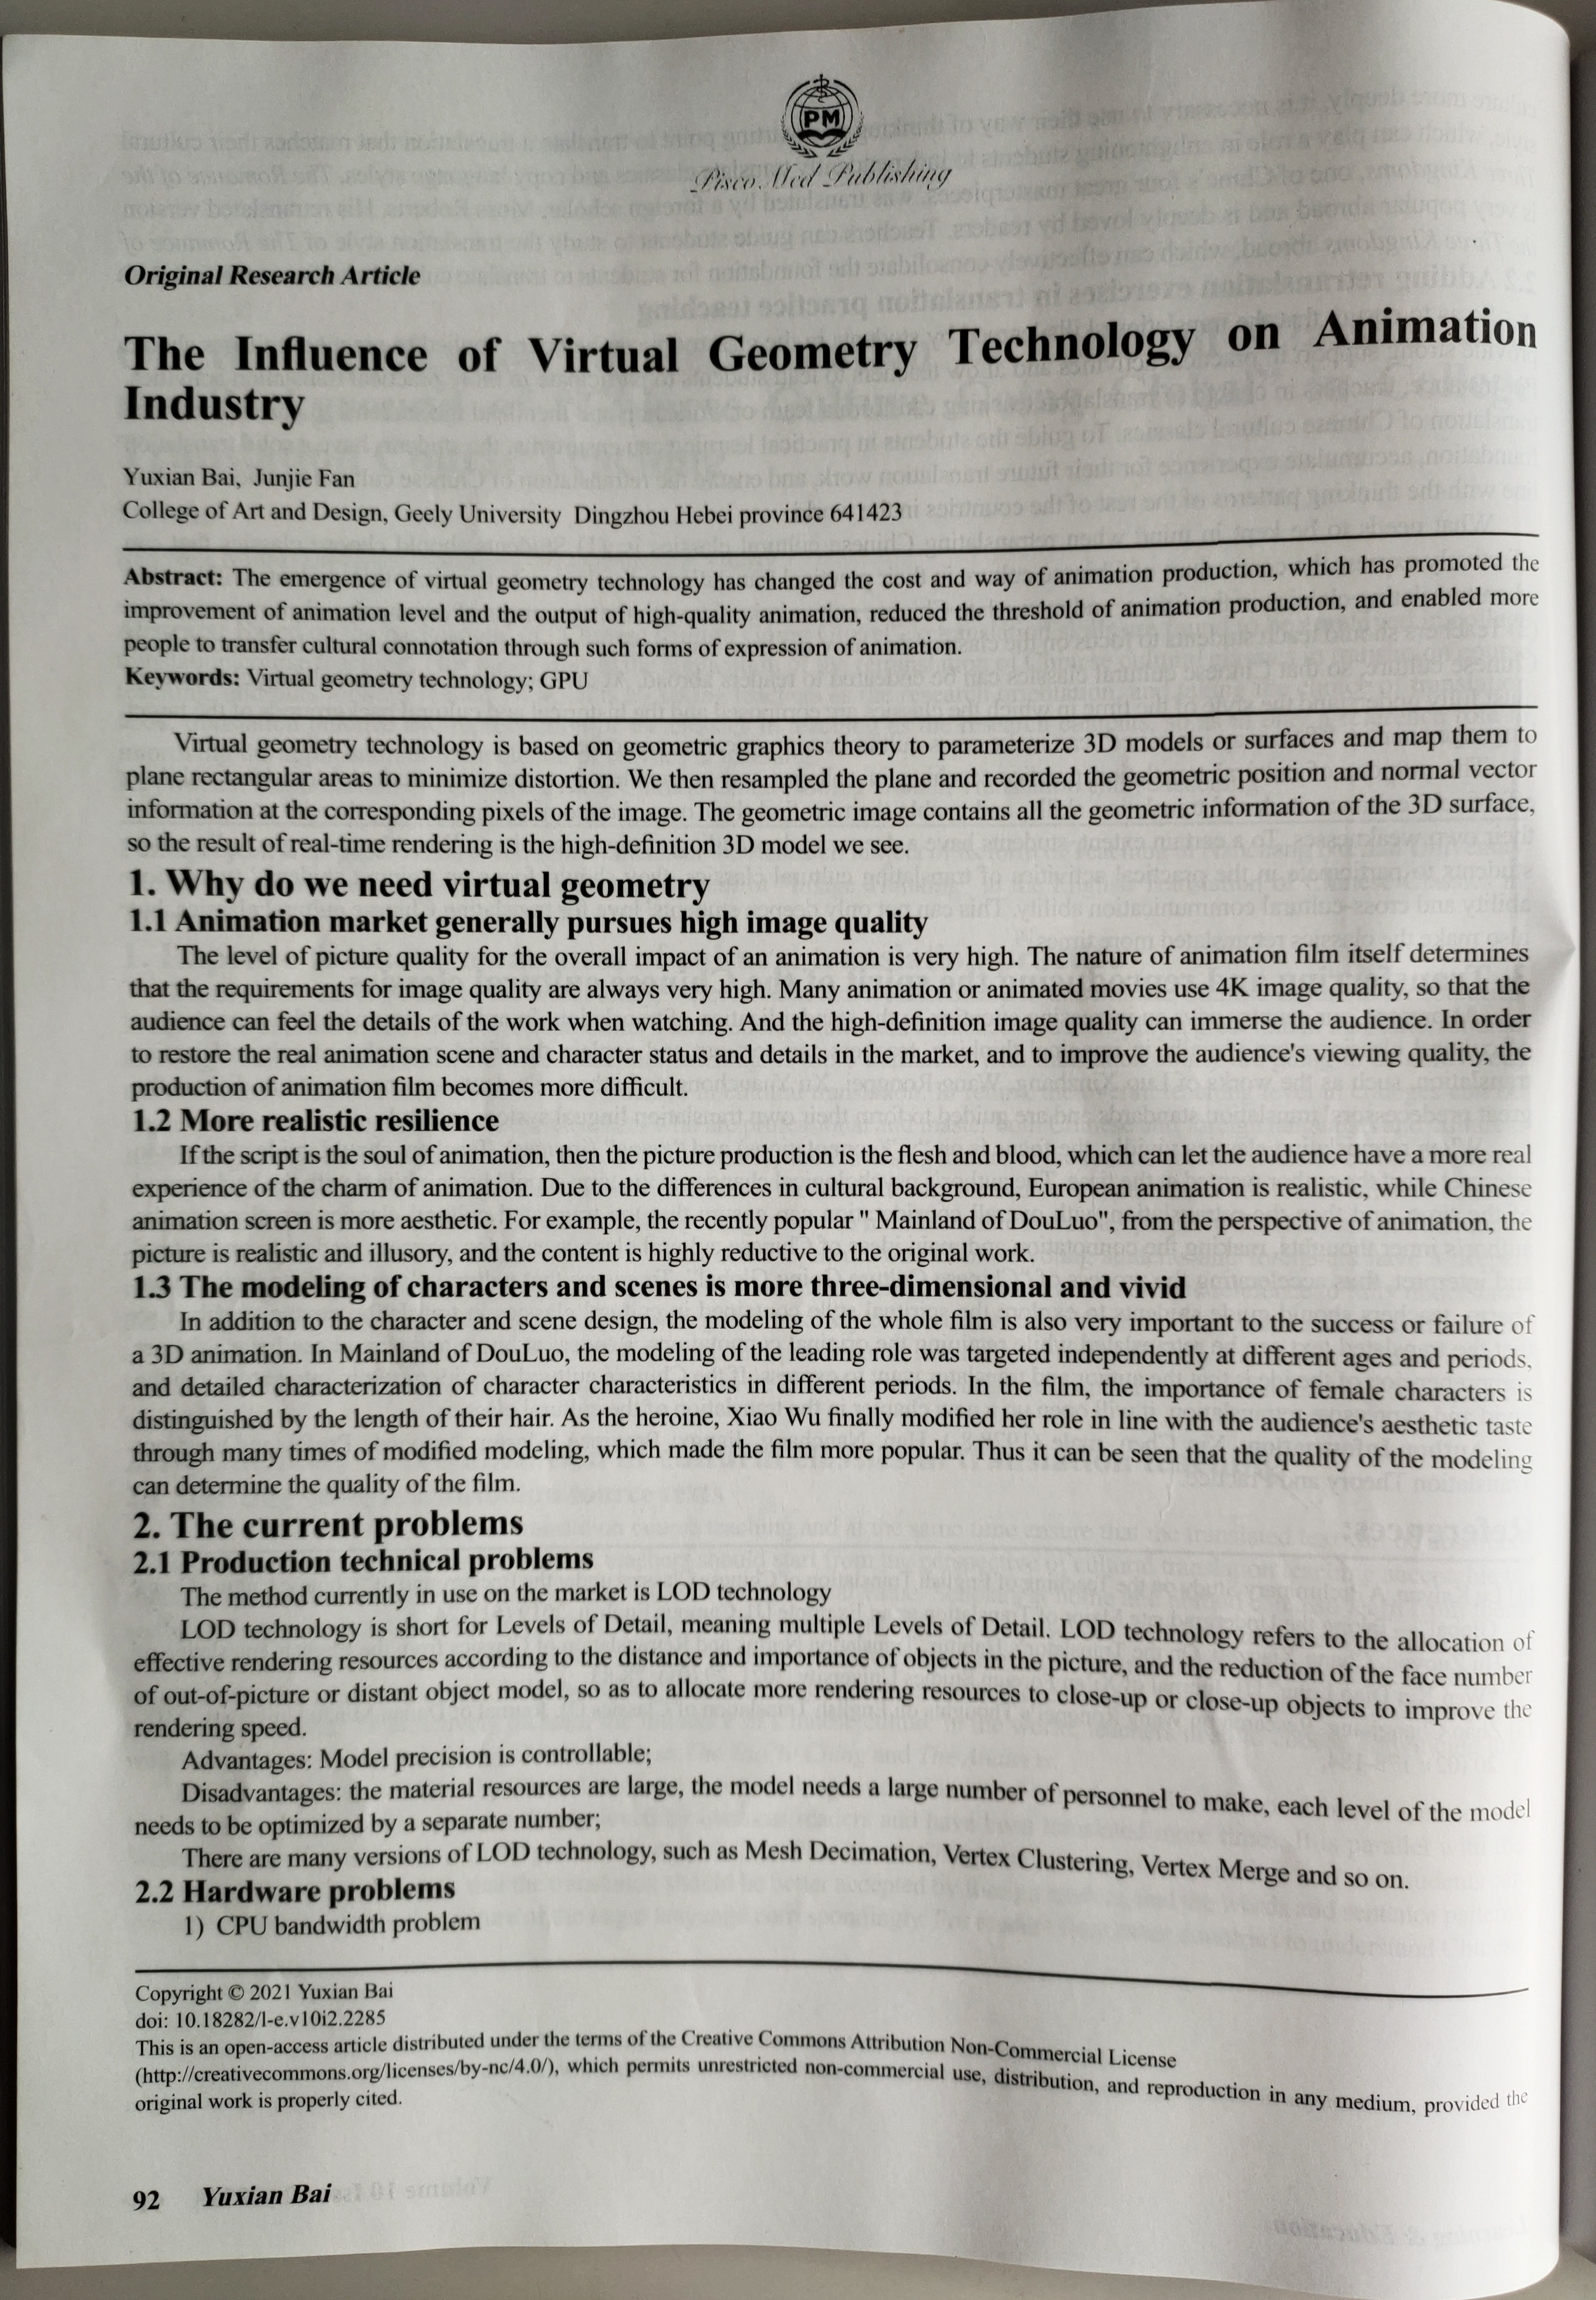 PM
Pisco Med Publishing
Original Research Article
The Influence of Virtual Geometry Technology on Animation
Industry
Yuxian Bai, Junjie Fan
College of Art and Design, Geely University Dingzhou Hebei province 641423
Abstract: The emergence of virtual geometry technology has changed the cost and way of animation production, which has promoted the
improvement of animation level and the output of high-quality animation, reduced the threshold of animation production, and enabled more
people to transfer cultural connotation through such forms of expression of animation.
Keywords: Virtual geometry technology; GPU
Virtual geometry technology is based on geometric graphics theory to parameterize 3D models or surfaces and map them to
plane rectangular areas to minimize distortion. We then resampled the plane and recorded the geometric position and normal vector
information at the corresponding pixels of the image. The geometric image contains all the geometric information of the 3D surface,
so the result of real-time rendering is the high-definition 3D model we see.
1. Why do we need virtual geometry
1.1 Animation market generally pursues high image quality
The level of picture quality for the overall impact of an animation is very high. The nature of animation film itself determines
that the requirements for image quality are always very high. Many animation or animated movies use 4K image quality, so that the
audience can feel the details of the work when watching. And the high-definition image quality can immerse the audience. In order
to restore the real animation scene and character status and details in the market, and to improve the audience's viewing quality, the
production of animation film becomes more difficult.
1.2 More realistic resilience
If the script is the soul of animation, then the picture production is the flesh and blood, which can let the audience have a more real
experience of the charm of animation. Due to the differences in cultural background, European animation is realistic, while Chinese
animation screen is more aesthetic. For example, the recently popular " Mainland of DouLuo", from the perspective of animation, the
picture is realistic and illusory, and the content is highly reductive to the original work.
1.3 The modeling of characters and scenes is more three-dimensional and vivid
In addition to the character and scene design, the modeling of the whole film is also very important to the success or failure of
a 3D animation. In Mainland of DouLuo, the modeling of the leading role was targeted independently at different ages and periods,
and detailed characterization of character characteristics in different periods. In the film, the importance of female characters is
distinguished by the length of their hair. As the heroine, Xiao Wu finally modified her role in line with the audience's aesthetic taste
through many times of modified modeling, which made the film more popular. Thus it can be seen that the quality of the modeling
can determine the quality of the film.
2. The current problems
2.1 Production technical problems
The method currently in use on the market is LOD technology
LOD technology is short for Levels of Detail, meaning multiple Levels of Detail. LOD technology refers to the allocation of
effective rendering resources according to the distance and importance of objects in the picture, and the reduction of the face number
of out-of-picture or distant object model, so as to allocate more rendering resources to close-up or close-up objects to improve the
rendering speed.
Advantages: Model precision is controllable;
Disadvantages: the material resources are large, the model needs a large number of personnel to make, each level of the model
needs to be optimized by a separate number;
There are many versions of LOD technology, such as Mesh Decimation, Vertex Clustering, Vertex Merge and so on.
2.2 Hardware problems
1) CPU bandwidth problem
Copyright © 2021 Yuxian Bai
doi: 10.18282/l-e.v10i2.2285
This is an open-access article distributed under the terms of the Creative Commons Attribution Non-Commercial License
(http://creativecommons.org/licenses/by-nc/4.0/), which permits unrestricted non-commercial use, distribution, and reproduction in any medium, provided the
original work is properly cited.
92 Yuxian Bai